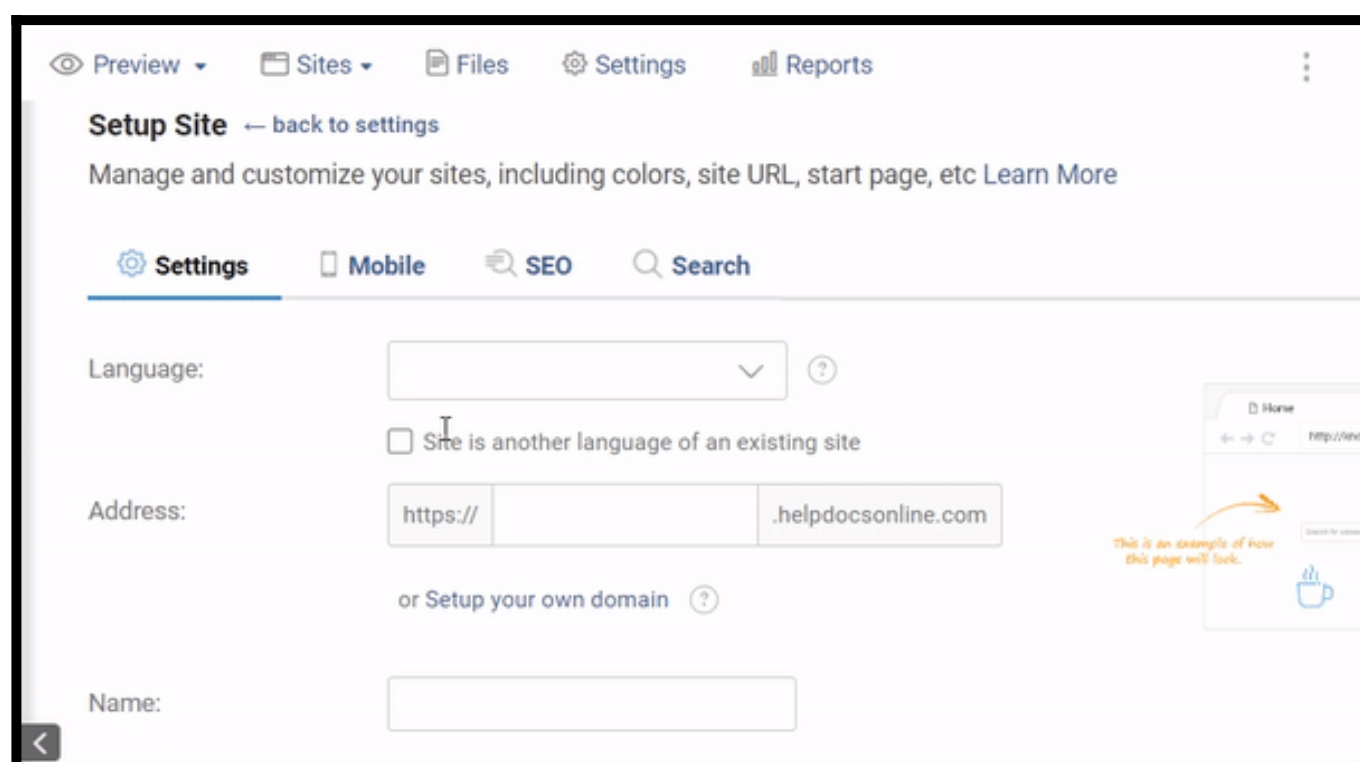 Preview Sites Files Settings Reports
Setup Site ← back to settings
Manage and customize your sites, including colors, site URL, start page, etc Learn More
Settings Mobile SEO Search
Language: ?
Site is another language of an existing site
Address: https:// .helpdocsonline.com
or Setup your own domain ?
Name:
Home
This is an example of how
this page will look.